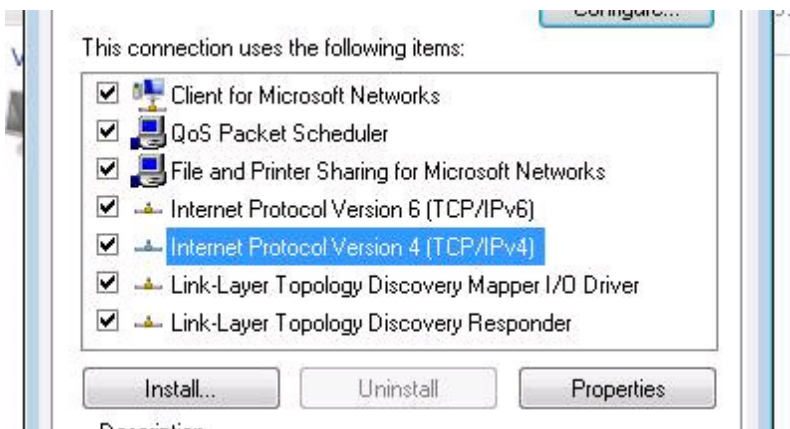 Configure...
This connection uses the following items:
Client for Microsoft Networks
QoS Packet Scheduler
File and Printer Sharing for Microsoft Networks
Internet Protocol Version 6 (TCP/IPv6)
Internet Protocol Version 4 (TCP/IPv4)
Link-Layer Topology Discovery Mapper I/O Driver
Link-Layer Topology Discovery Responder
Install... Uninstall Properties
Description